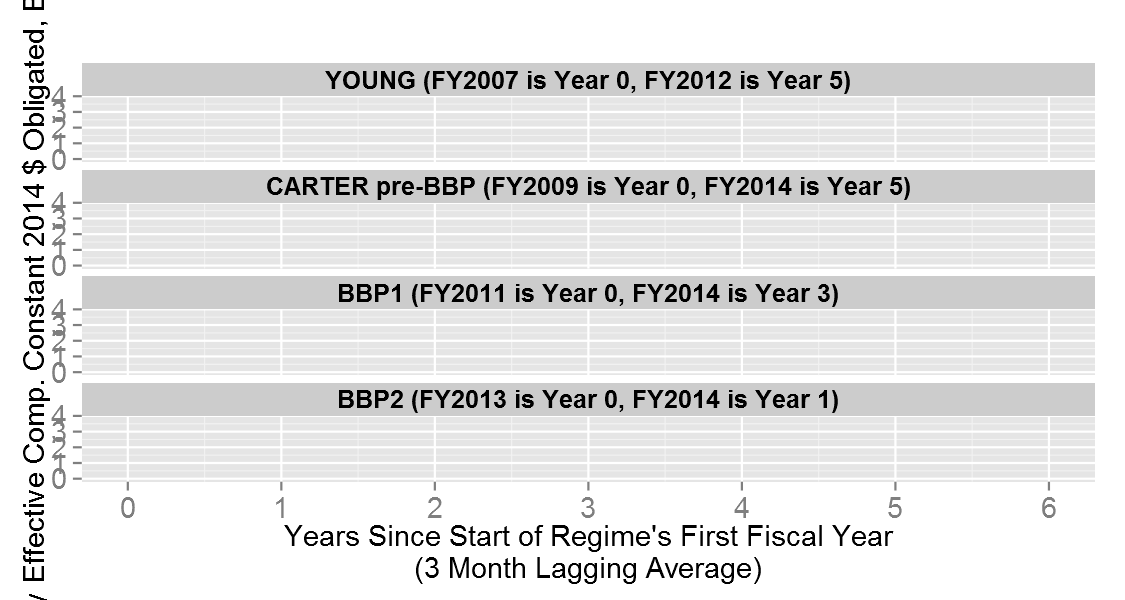 / Effective Comp. Constant 2014 $ Obligated,
YOUNG (FY2007 is Year 0, FY2012 is Year 5)
4
3
2
1
0
CARTER pre-BBP (FY2009 is Year 0, FY2014 is Year 5)
4
3
2
1
0
BBP1 (FY2011 is Year 0, FY2014 is Year 3)
4
3
2
1
0
BBP2 (FY2013 is Year 0, FY2014 is Year 1)
4
3
2
1
0
0 1 2 3 4 5 6
Years Since Start of Regime's First Fiscal Year
(3 Month Lagging Average)